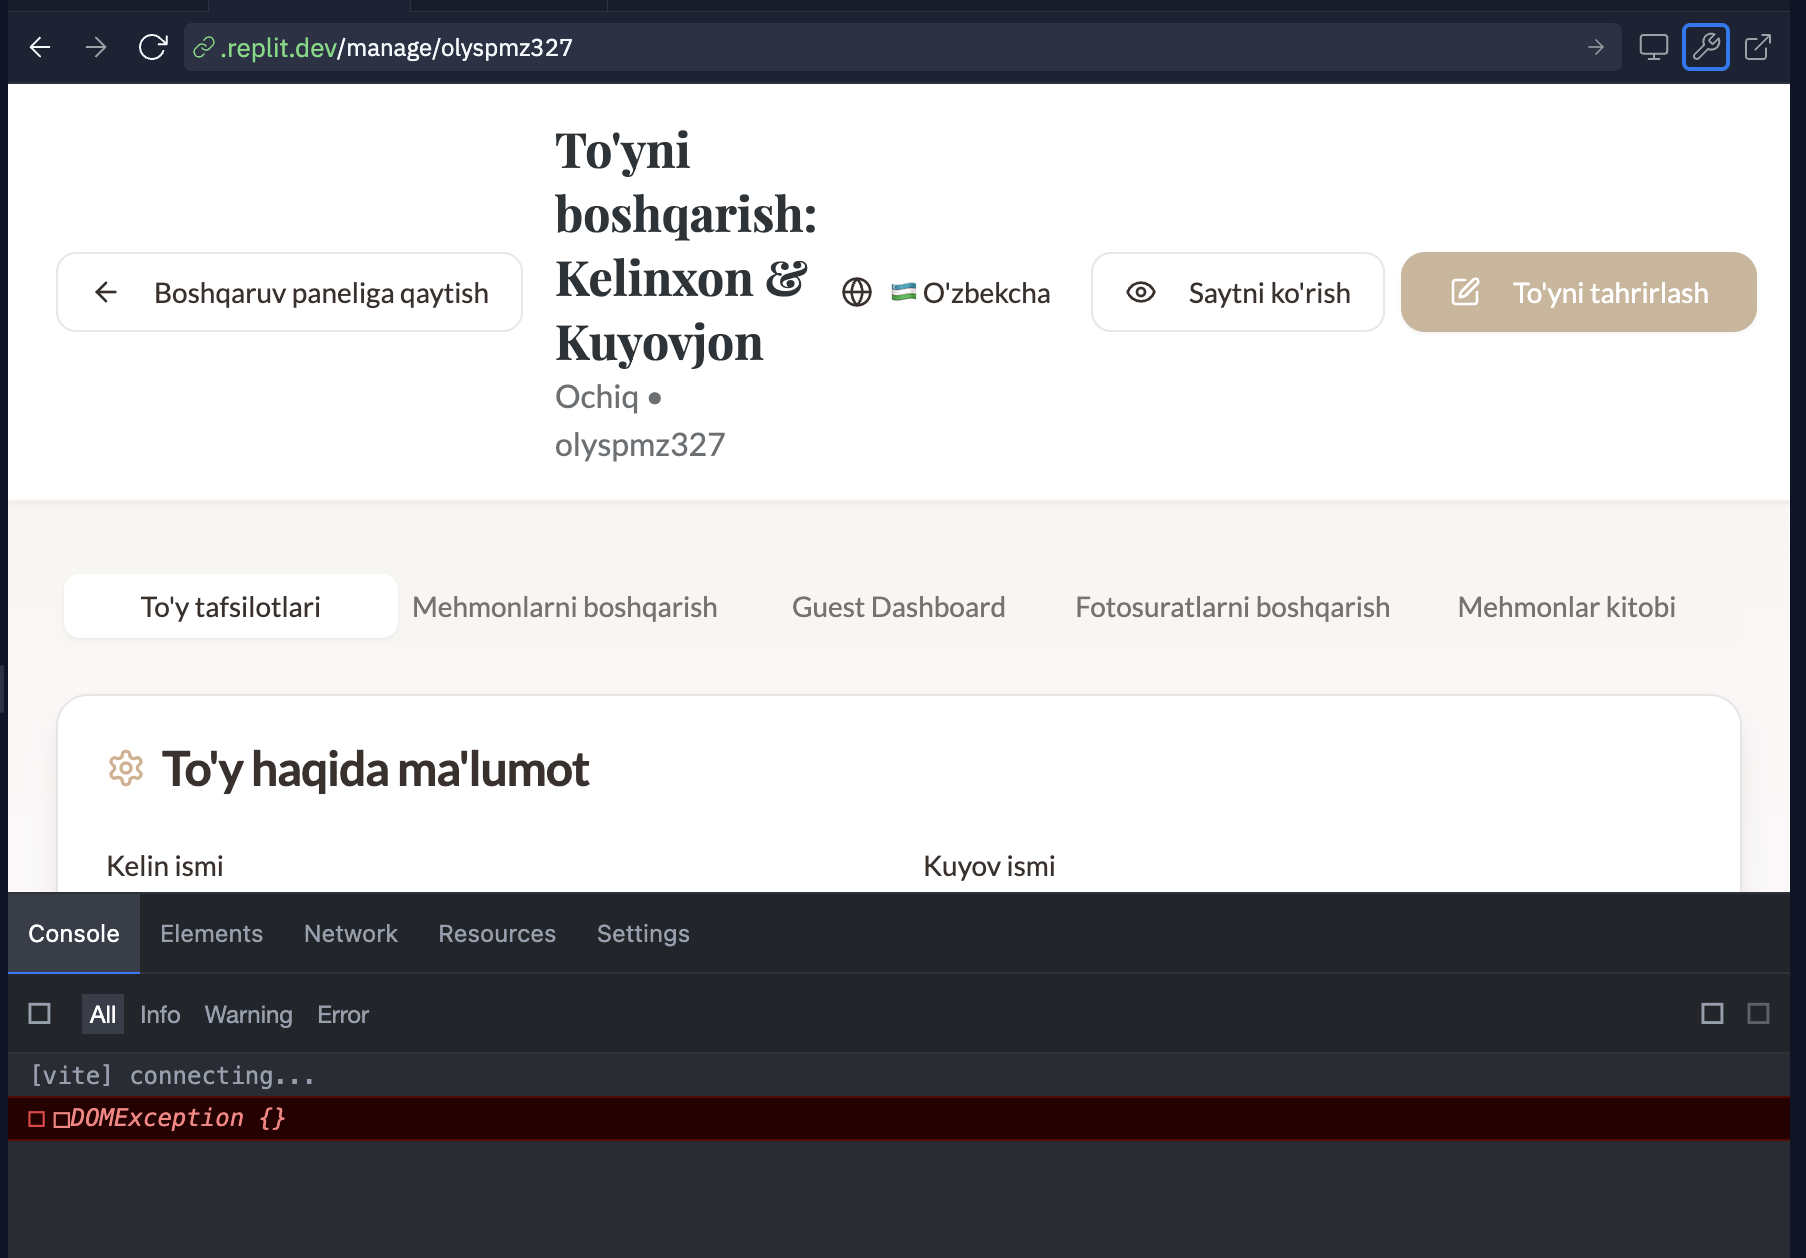 .replit.dev/manage/olyspmz327
To'yni
boshqarish:
Kelinxon &
Kuyovjon
Ochiq •
olyspmz327
Boshqaruv paneliga qaytish
O'zbekcha
Saytni ko'rish
To'yni tahrirlash
To'y tafsilotlari
Mehmonlarni boshqarish
Guest Dashboard
Fotosuratlarni boshqarish
Mehmonlar kitobi
To'y haqida ma'lumot
Kelin ismi
Kuyov ismi
Console
Elements
Network
Resources
Settings
All
Info
Warning
Error
[vite] connecting...
DOMException {}